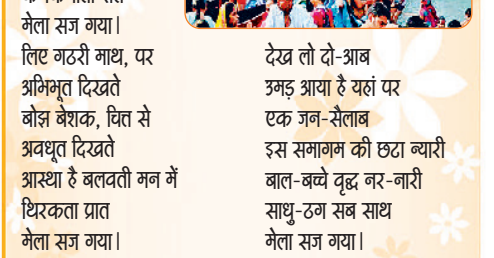 मेला सज गया।
लिए गठरी माथ, पर
अभिभूत दिखते
बोझ बेशक, चित्त से
अवधूत दिखते
आस्था है बलवती मन में
थिरकता प्रात
मेला सज गया।
देख लो दो-आब
उमड़ आया है यहां पर
एक जन-सैलाब
इस समागम की छटा न्यारी
बाल-बच्चे वृद्ध नर-नारी
साधु-ठग सब साथ
मेला सज गया।